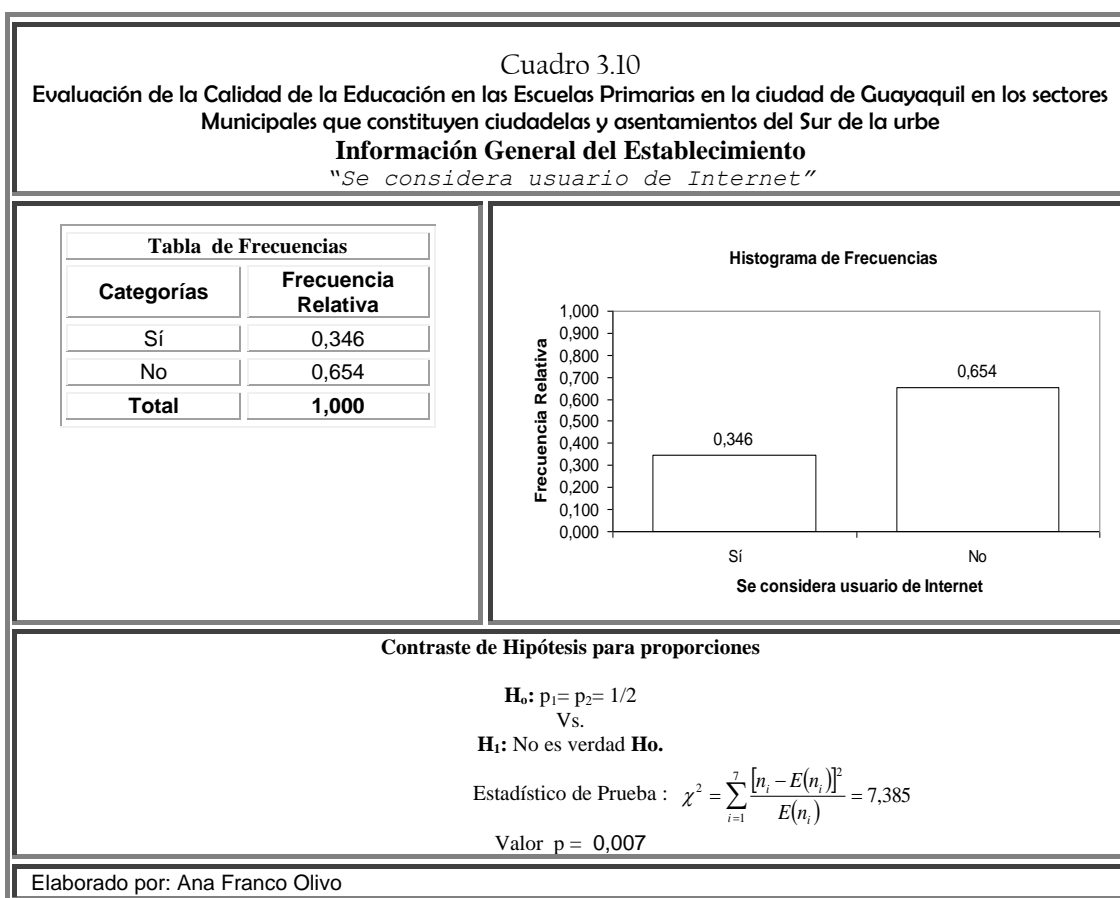 Cuadro 3.10
Evaluación de la Calidad de la Educación en las Escuelas Primarias en la ciudad de Guayaquil en los sectores
Municipales que constituyen ciudadelas y asentamientos del Sur de la urbe
Información General del Establecimiento
"Se considera usuario de Internet"
Tabla de Frecuencias
Categorías Frecuencia
Relativa
Sí 0,346
No 0,654
Total 1,000
Histograma de Frecuencias
Frecuencia Relativa
1,000
0,900
0,800
0,700
0,600
0,500
0,400
0,300
0,200
0,100
0,000
0,346
0,654
Sí No
Se considera usuario de Internet
Contraste de Hipótesis para proporciones
Ho: p1= p2= 1/2
Vs.
H1: No es verdad Ho.
Estadístico de Prueba : χ² = ∑_{i=1}^{7} [n_i − E(n_i)]² / E(n_i) = 7,385
Valor p = 0,007
Elaborado por: Ana Franco Olivo